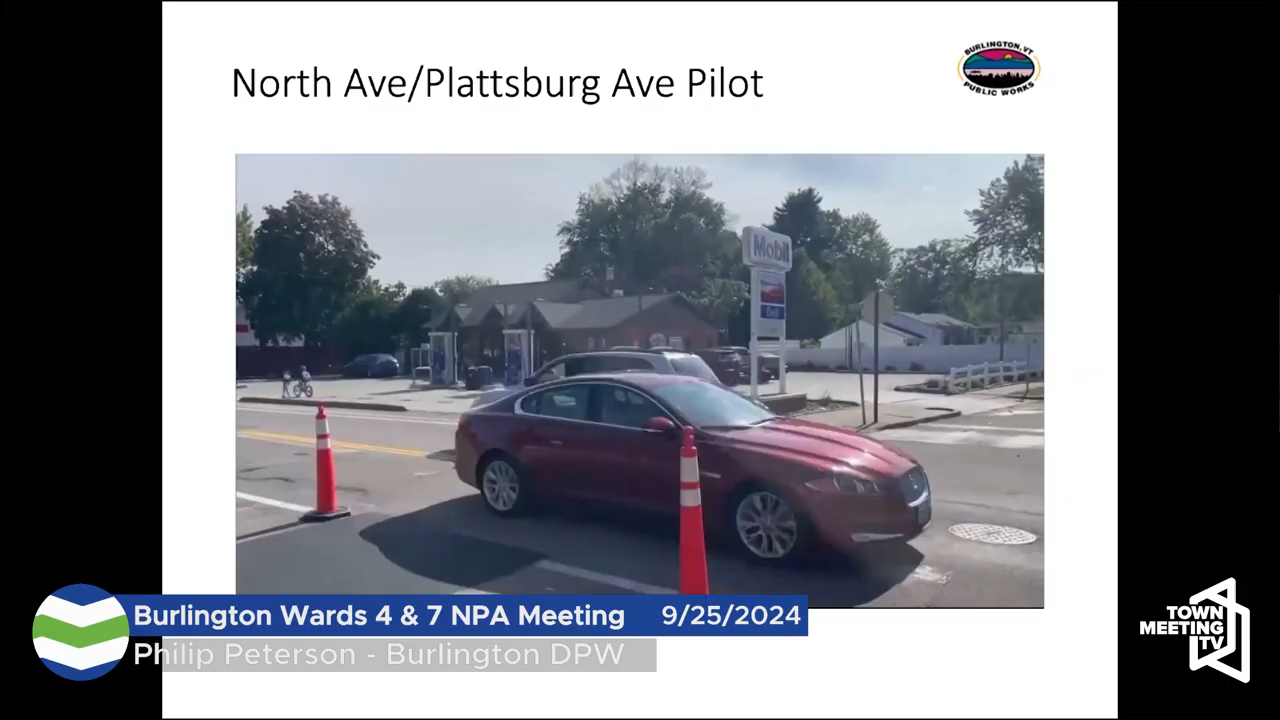 North Ave/Plattsburg Ave Pilot
BURLINGTON, VT
PUBLIC WORKS
Mobil
Burlington Wards 4 & 7 NPA Meeting 9/25/2024
Philip Peterson - Burlington DPW
TOWN
MEETING
TV